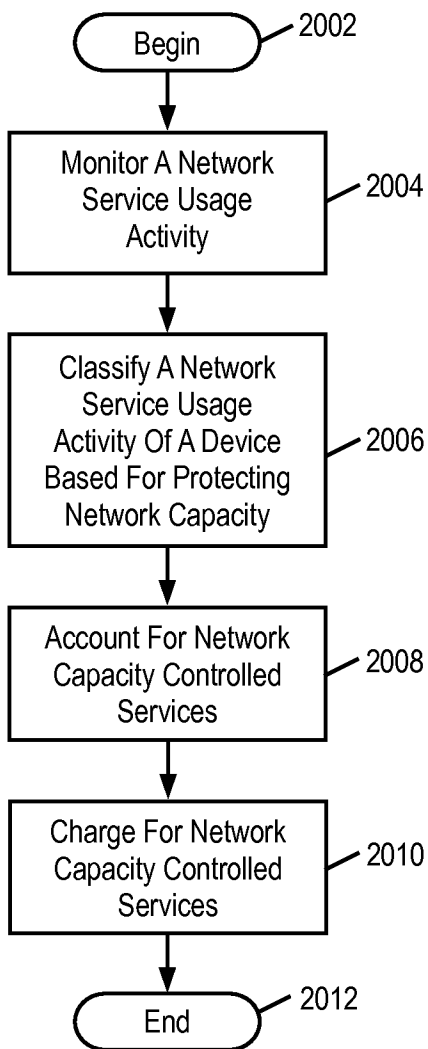 Begin
2002
Monitor A Network
Service Usage
Activity
2004
Classify A Network
Service Usage
Activity Of A Device
Based For Protecting
Network Capacity
2006
Account For Network
Capacity Controlled
Services
2008
Charge For Network
Capacity Controlled
Services
2010
End
2012